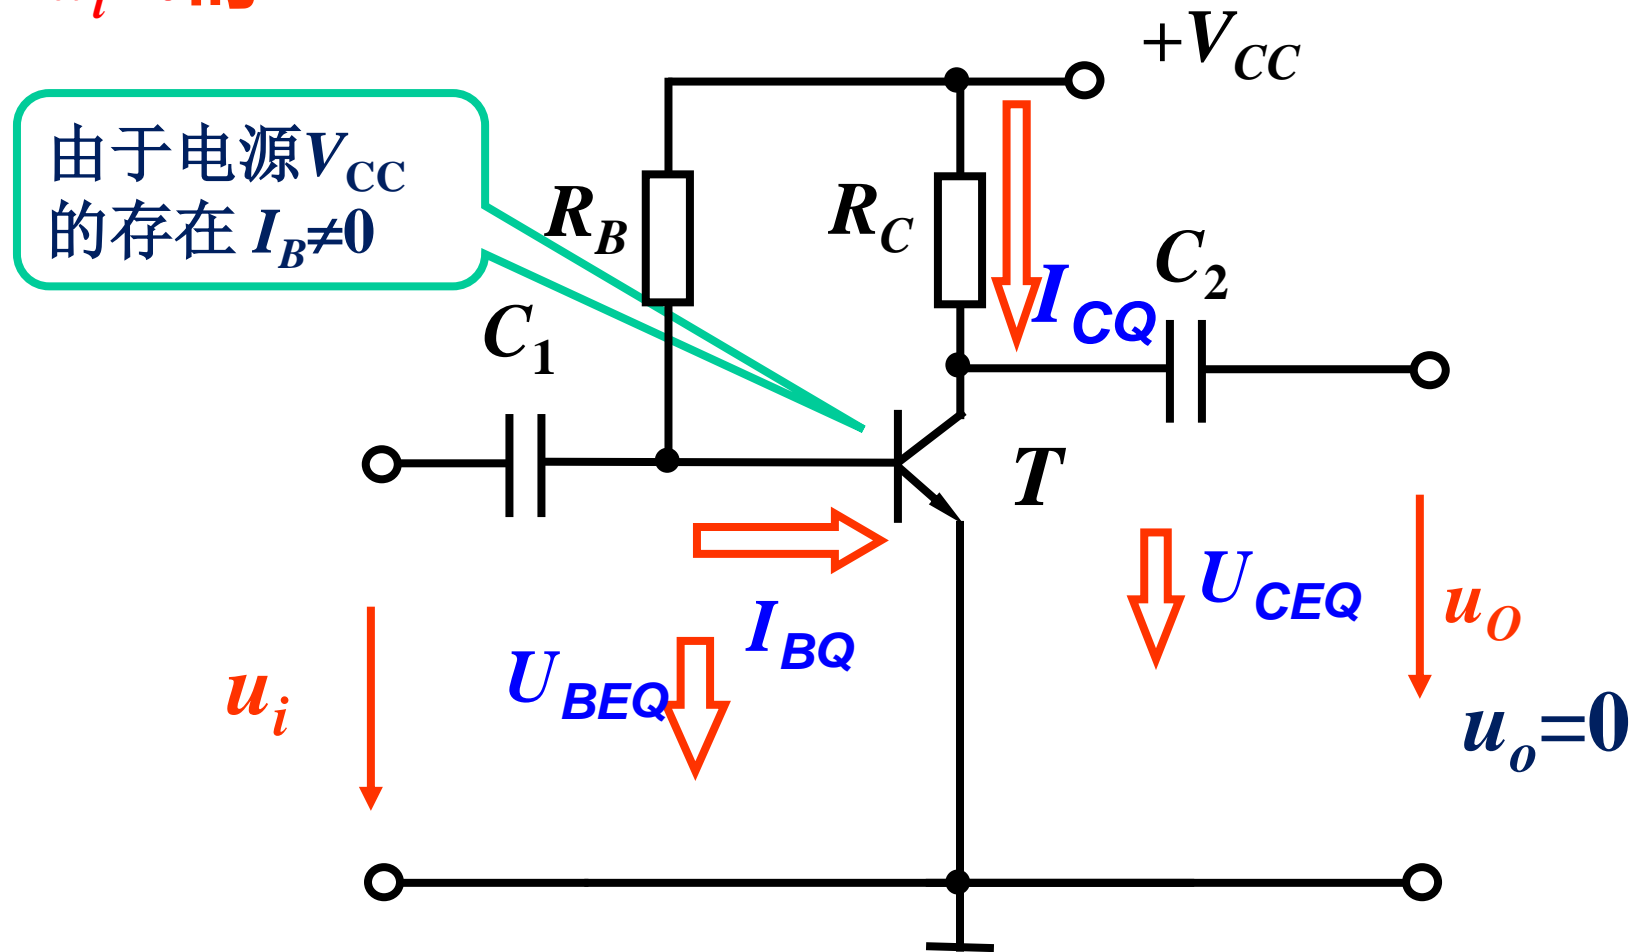 +VCC
由于电源VCC
的存在 IB≠0
RB
RC
C2
ICQ
C1
T
UCEQ
uO
IBQ
UBEQ
ui
uo=0